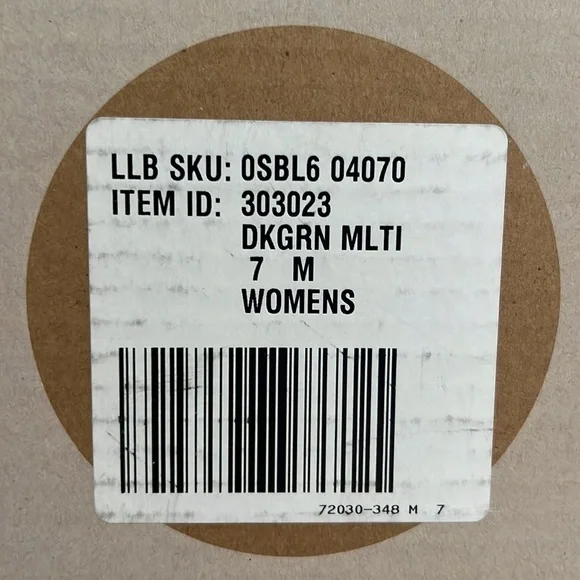 LLB SKU: 0SBL6 04070
ITEM ID: 303023
DKGRN MLTI
7 M
WOMENS
72030-348 M 7